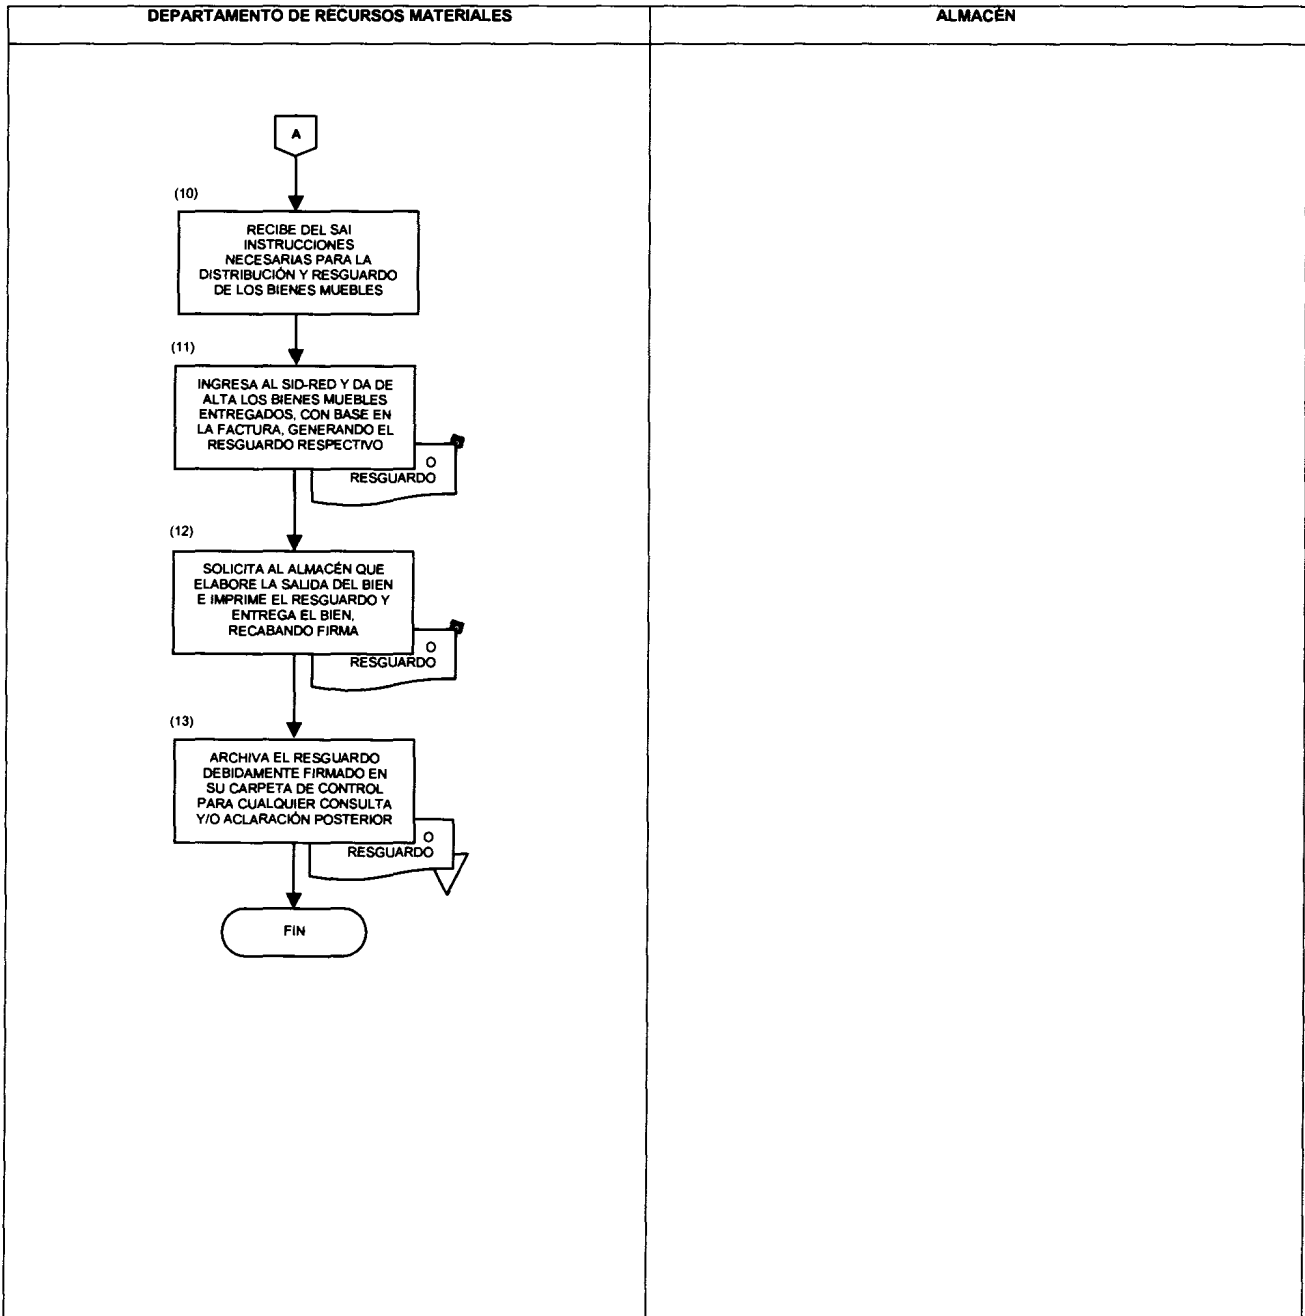 DEPARTAMENTO DE RECURSOS MATERIALES
ALMACÉN
A
(10)
RECIBE DEL SAI
INSTRUCCIONES
NECESARIAS PARA LA
DISTRIBUCIÓN Y RESGUARDO
DE LOS BIENES MUEBLES
(11)
INGRESA AL SID-RED Y DA DE
ALTA LOS BIENES MUEBLES
ENTREGADOS, CON BASE EN
LA FACTURA, GENERANDO EL
RESGUARDO RESPECTIVO
O
RESGUARDO
(12)
SOLICITA AL ALMACÉN QUE
ELABORE LA SALIDA DEL BIEN
E IMPRIME EL RESGUARDO Y
ENTREGA EL BIEN,
RECABANDO FIRMA
O
RESGUARDO
(13)
ARCHIVA EL RESGUARDO
DEBIDAMENTE FIRMADO EN
SU CARPETA DE CONTROL
PARA CUALQUIER CONSULTA
Y/O ACLARACIÓN POSTERIOR
O
RESGUARDO
FIN